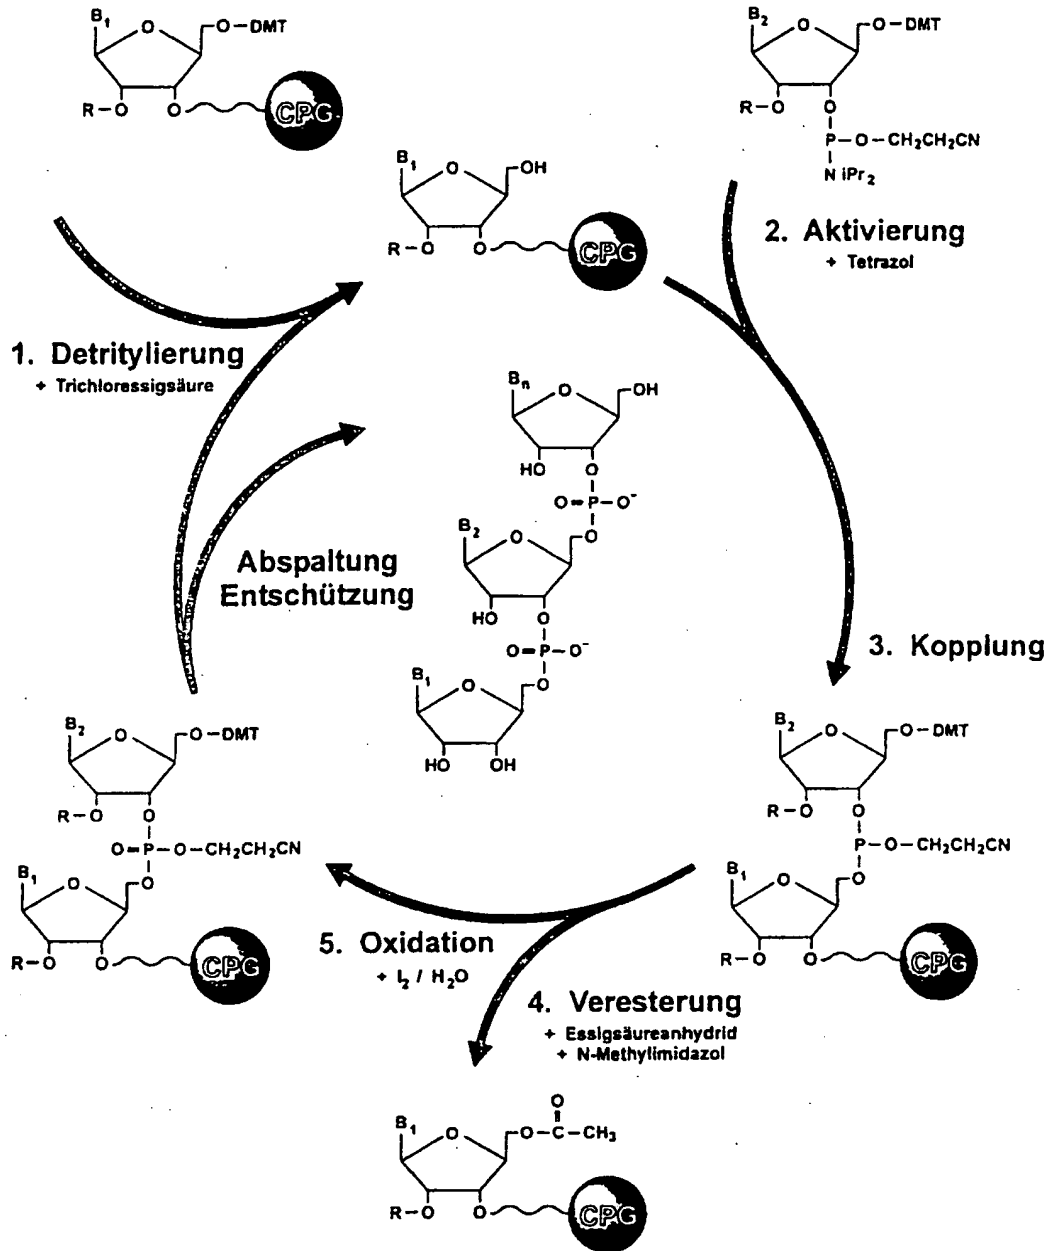 B1
O–DMT
O
R–O
O
CPG
B2
O–DMT
O
R–O
O
P–O–CH2CH2CN
N iPr2
B1
OH
O
R–O
O
CPG
2. Aktivierung
+ Tetrazol
1. Detritylierung
+ Trichloressigsäure
Bn
OH
O
HO
O
O=P–O-
O
B2
O
HO
O
O=P–O-
O
B1
O
HO
OH
Abspaltung
Entschützung
3. Kopplung
B2
O–DMT
O
R–O
O
O=P–O–CH2CH2CN
O
B1
O
R–O
O
CPG
B2
O–DMT
O
R–O
O
P–O–CH2CH2CN
O
B1
O
R–O
O
CPG
5. Oxidation
+ I2 / H2O
4. Veresterung
+ Essigsäureanhydrid
+ N-Methylimidazol
O
B1
O–C–CH3
O
R–O
O
CPG